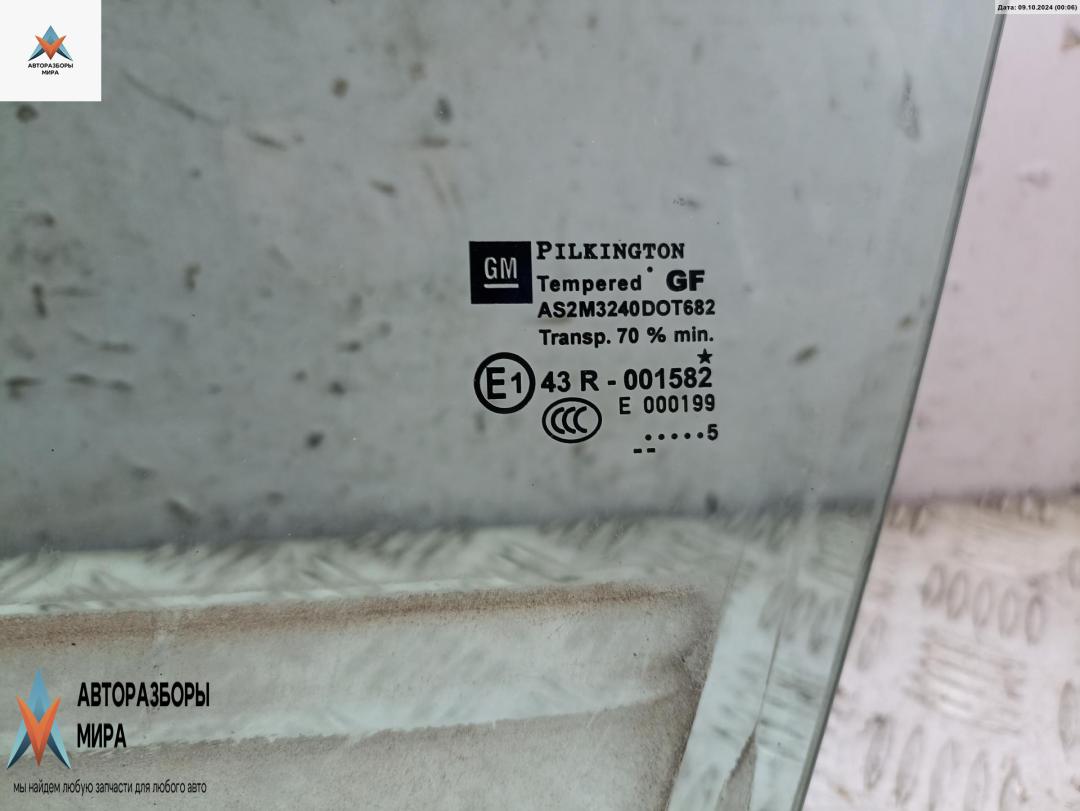 Дата: 09.10.2024 (00:06)
АВТОРАЗБОРЫ
МИРА
GM
PILKINGTON
Tempered GF
AS2M3240DOT682
Transp. 70 % min.
E1 43 R - 001582
CCC E 000199
.....5
--
АВТОРАЗБОРЫ
МИРА
мы найдем любую запчасти для любого авто